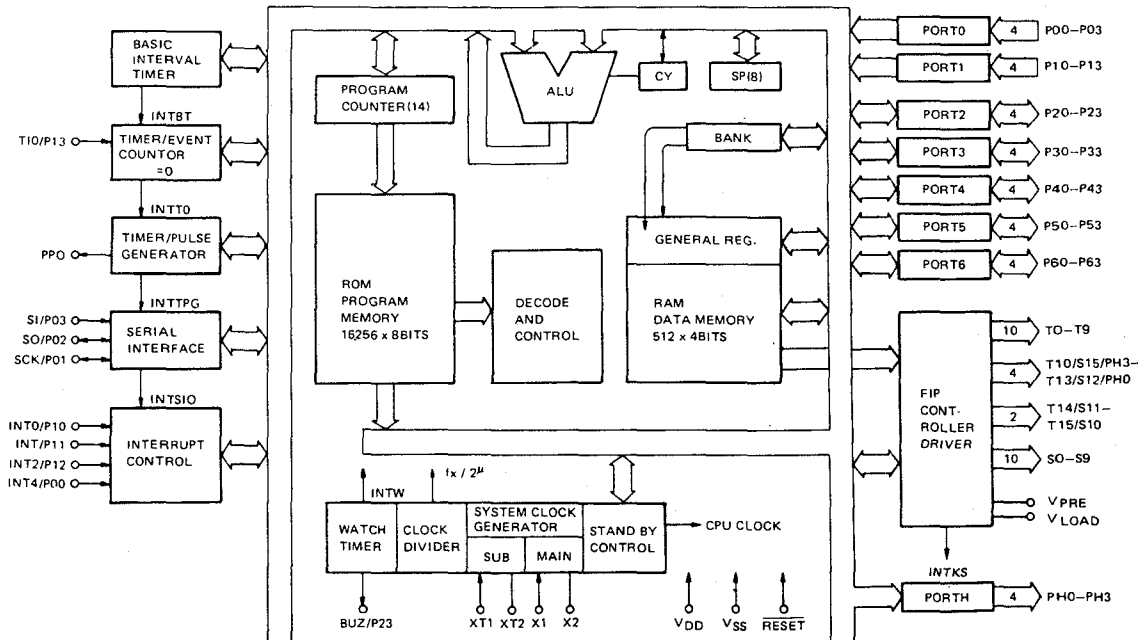 BASIC
INTERVAL
TIMER
INTBT
TI0/P13
TIMER/EVENT
COUNTOR
=0
INTT0
PPO
TIMER/PULSE
GENERATOR
INTTPG
SI/P03
SO/P02
SCK/P01
SERIAL
INTERFACE
INTSIO
INT0/P10
INT/P11
INT2/P12
INT4/P00
INTERRUPT
CONTROL
PROGRAM
COUNTER(14)
ALU
CY
SP(8)
BANK
ROM
PROGRAM
MEMORY
16,256 x 8BITS
DECODE
AND
CONTROL
GENERAL REG.
RAM
DATA MEMORY
512 x 4BITS
INTW
fx / 2^μ
WATCH
TIMER
CLOCK
DIVIDER
SYSTEM CLOCK
GENERATOR
SUB
MAIN
STAND BY
CONTROL
CPU CLOCK
BUZ/P23
XT1
XT2
X1
X2
VDD
VSS
RESET
PORT0 4 P00-P03
PORT1 4 P10-P13
PORT2 4 P20-P23
PORT3 4 P30-P33
PORT4 4 P40-P43
PORT5 4 P50-P53
PORT6 4 P60-P63
FIP
CONT-
ROLLER
DRIVER
10 TO-T9
4 T10/S15/PH3-
T13/S12/PH0
2 T14/S11-
T15/S10
10 SO-S9
VPRE
VLOAD
INTKS
PORTH 4 PH0-PH3